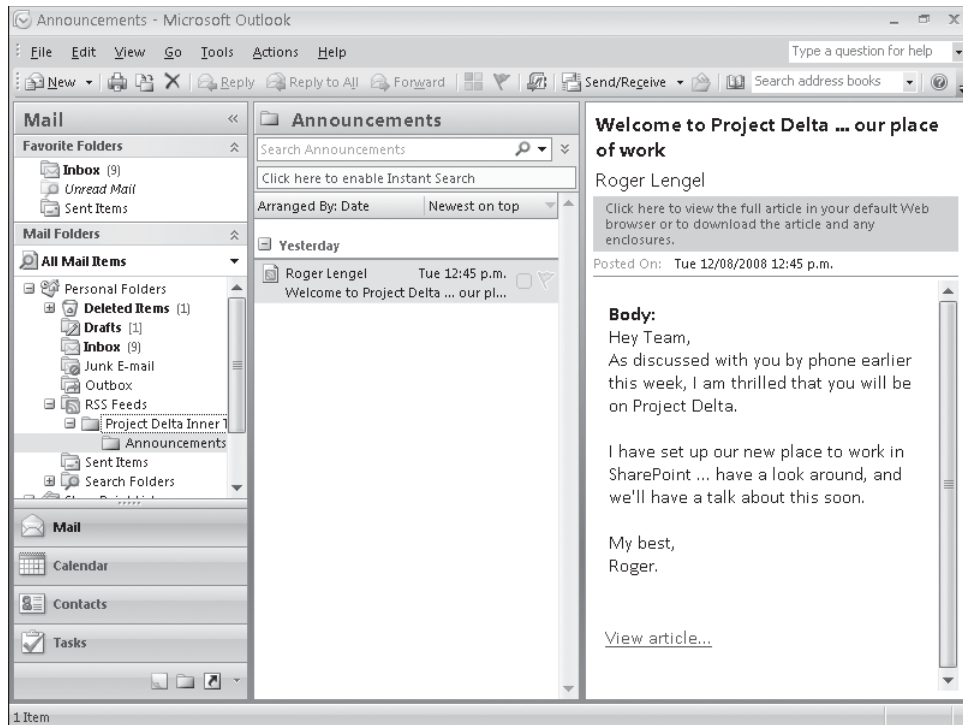 Announcements - Microsoft Outlook
File Edit View Go Tools Actions Help
Type a question for help
New Reply Reply to All Forward Send/Receive Search address books
Mail
Favorite Folders
Inbox (9)
Unread Mail
Sent Items
Mail Folders
All Mail Items
Personal Folders
Deleted Items (1)
Drafts [1]
Inbox (9)
Junk E-mail
Outbox
RSS Feeds
Project Delta Inner T
Announcements
Sent Items
Search Folders
Mail
Calendar
Contacts
Tasks
1 Item
Announcements
Search Announcements
Click here to enable Instant Search
Arranged By: Date Newest on top
Yesterday
Roger Lengel Tue 12:45 p.m.
Welcome to Project Delta ... our pl...
Welcome to Project Delta ... our place
of work
Roger Lengel
Click here to view the full article in your default Web
browser or to download the article and any
enclosures.
Posted On: Tue 12/08/2008 12:45 p.m.
Body:
Hey Team,
As discussed with you by phone earlier
this week, I am thrilled that you will be
on Project Delta.
I have set up our new place to work in
SharePoint ... have a look around, and
we'll have a talk about this soon.
My best,
Roger.
View article...